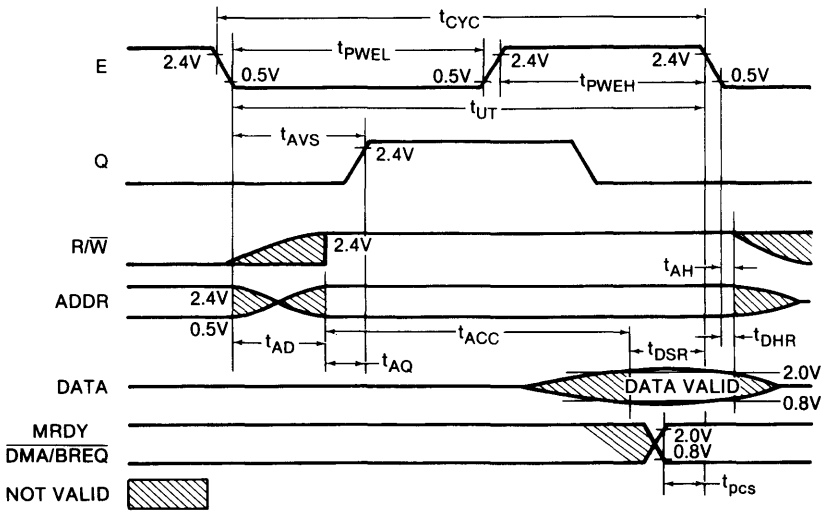 tCYC
E
2.4V
0.5V
tPWEL
0.5V
2.4V
tPWEH
2.4V
0.5V
tUT
tAVS
Q
2.4V
R/W̅
2.4V
tAH
ADDR
2.4V
0.5V
tAD
tAQ
tACC
tDSR
tDHR
DATA
DATA VALID
2.0V
0.8V
MRDY
D̅M̅A̅/̅B̅R̅E̅Q̅
2.0V
0.8V
tpcs
NOT VALID